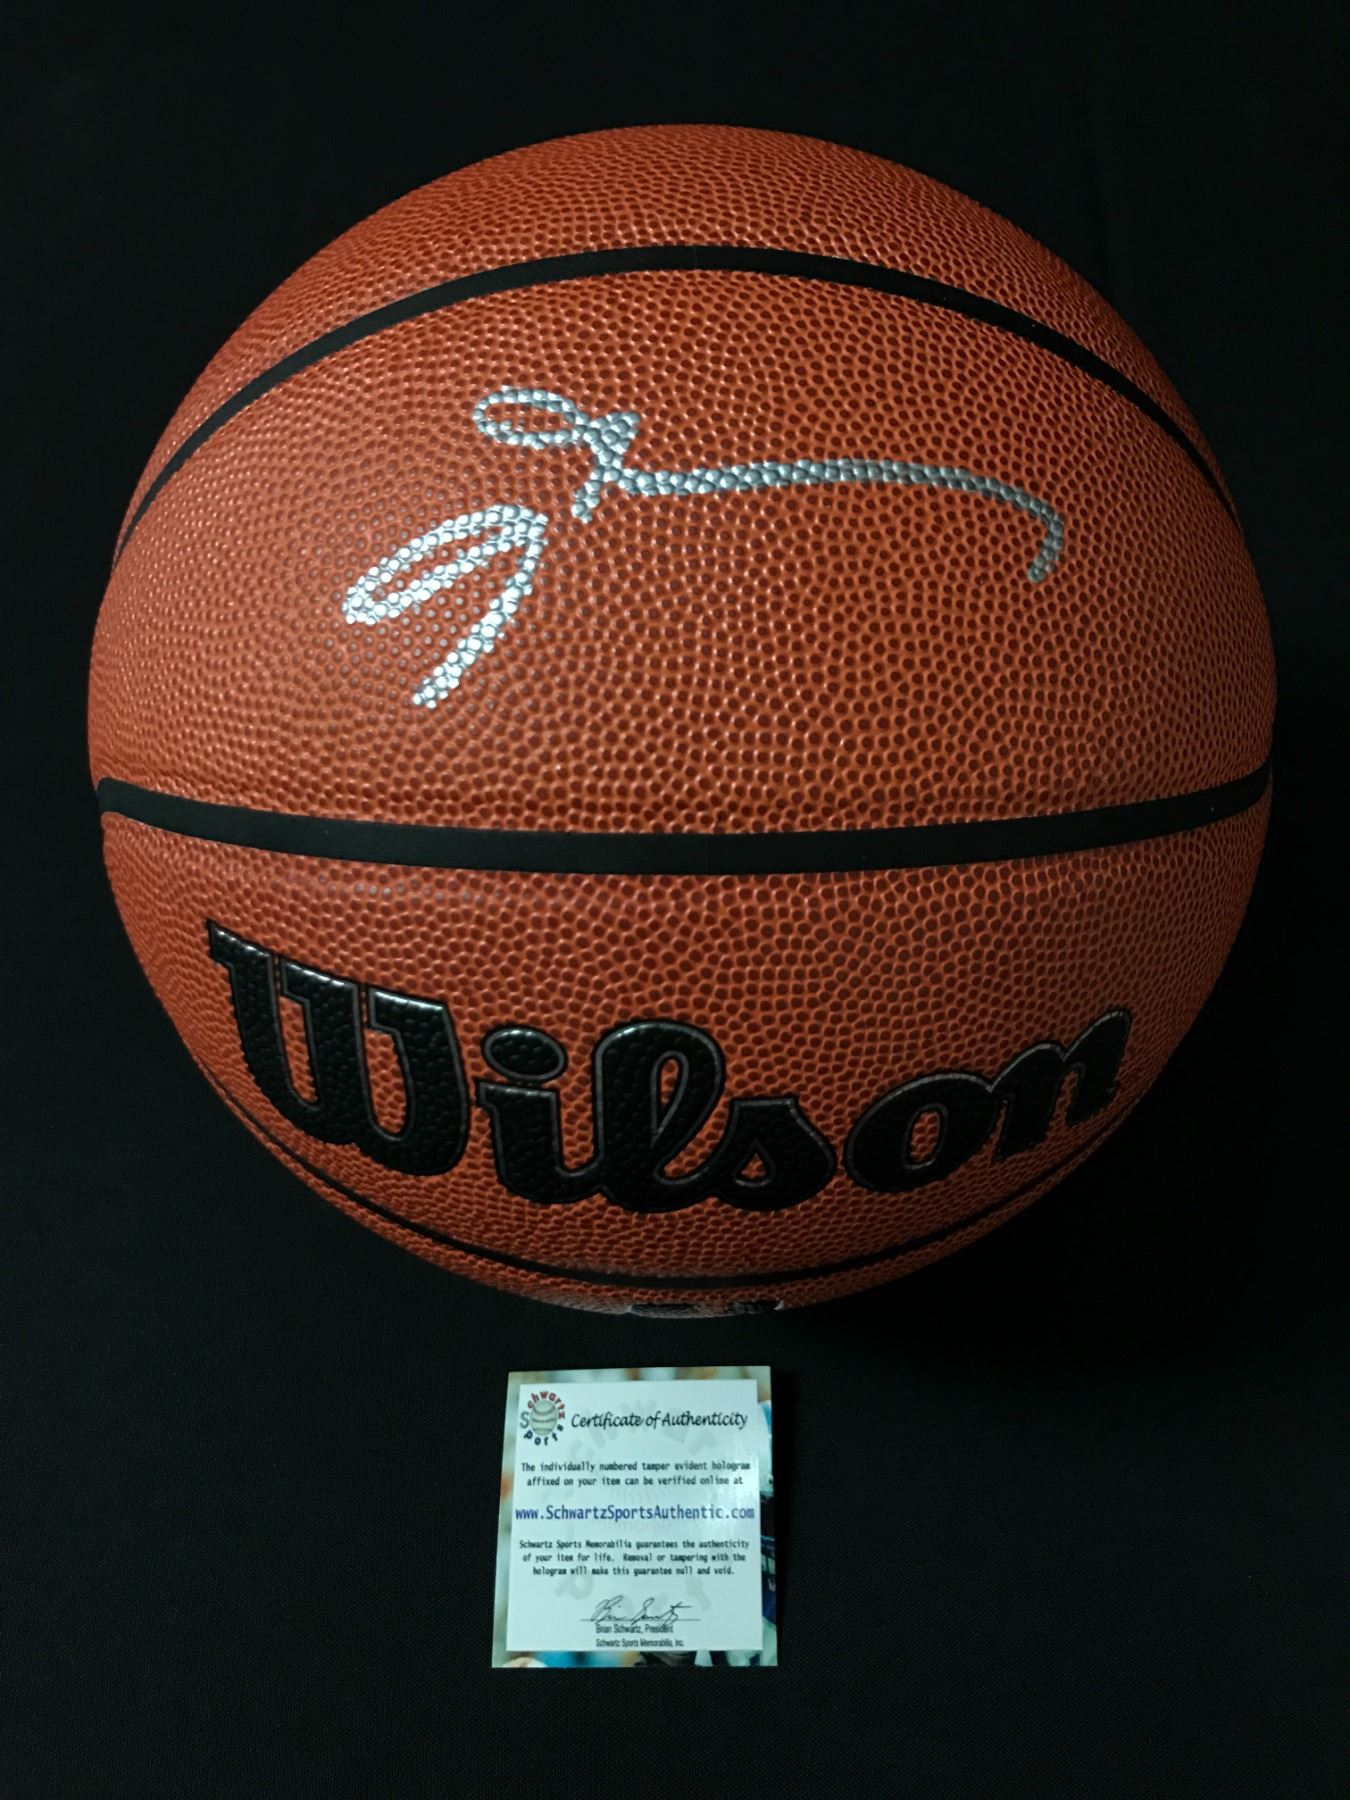 Wilson
Schwartz
Sports
Certificate of Authenticity
The individually numbered tamper evident hologram
affixed on your item can be verified online at
www.SchwartzSportsAuthentic.com
Schwartz Sports Memorabilia guarantees the authenticity
of your item for life. Removal or tampering with the
hologram will make this guarantee null and void.
Brian Schwartz, President
Schwartz Sports Memorabilia, Inc.